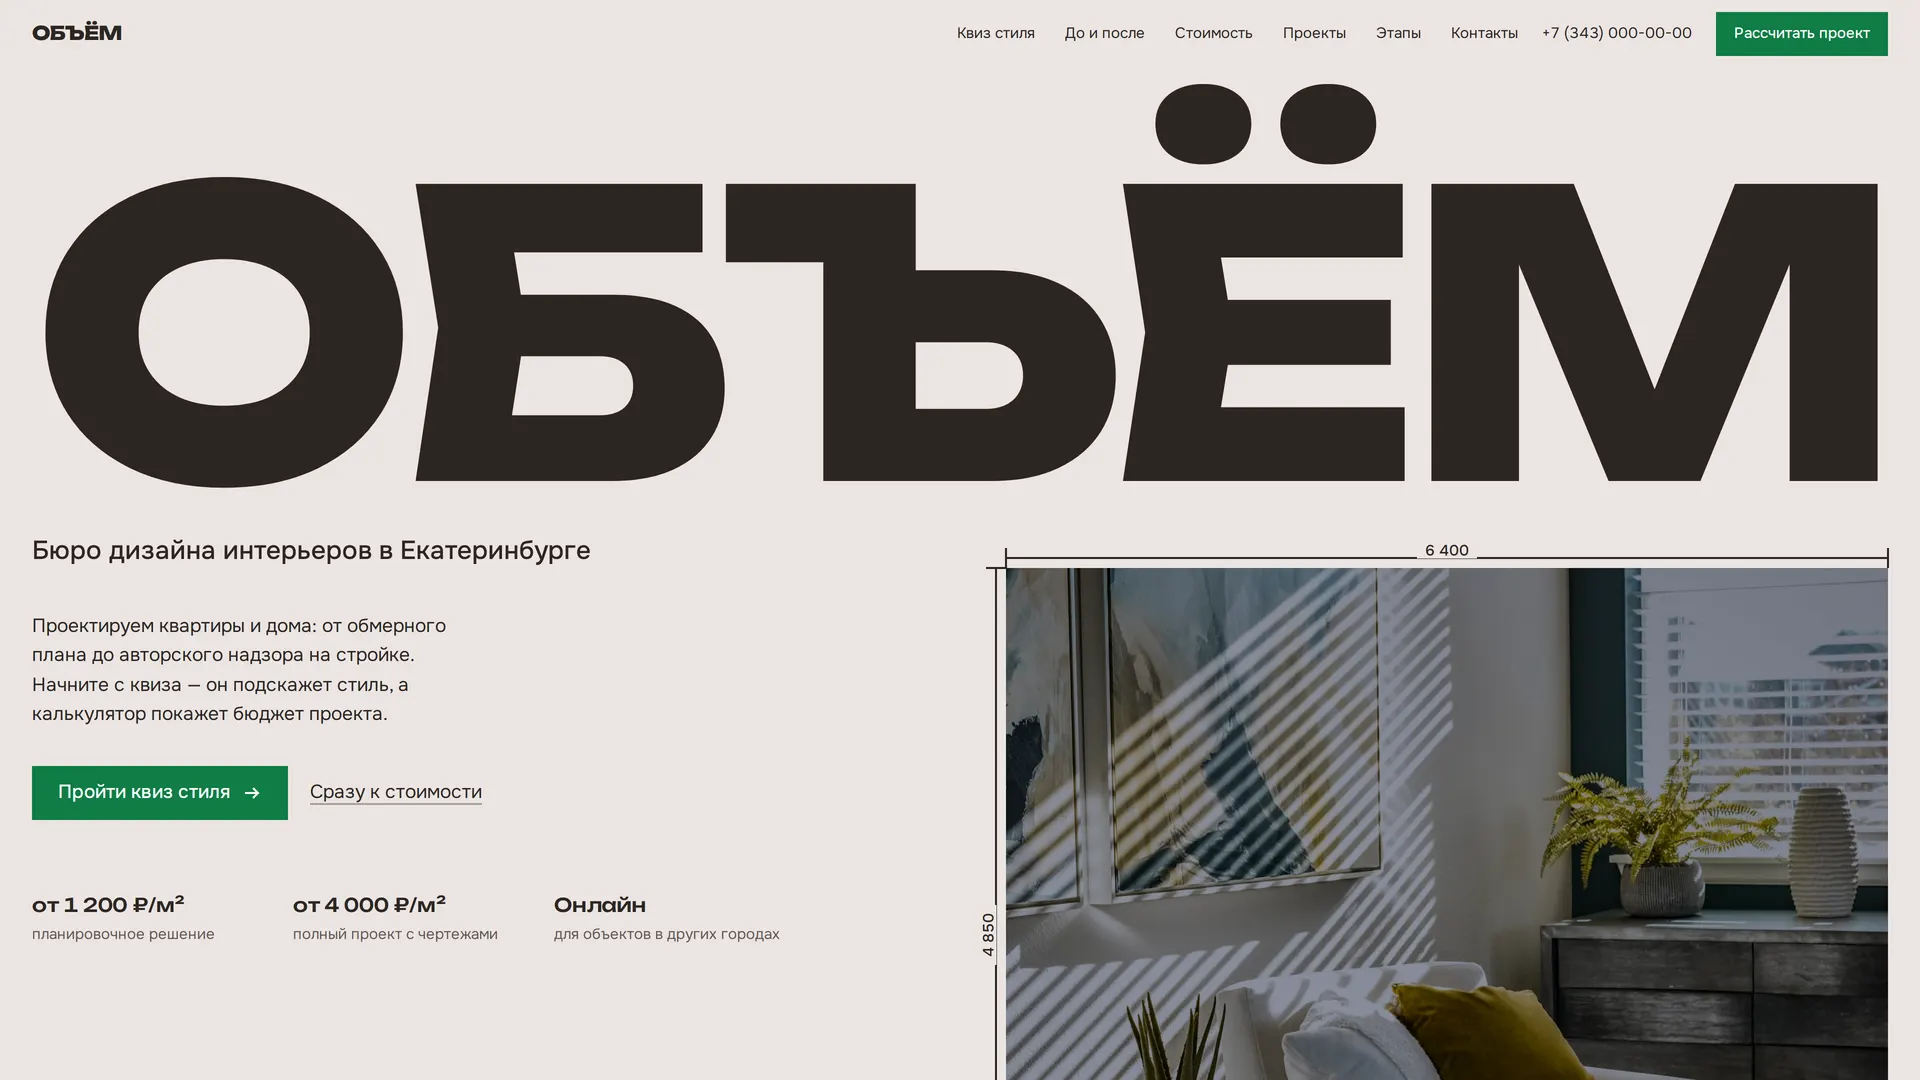 ОБЪЁМ
Квиз стиля
До и после
Стоимость
Проекты
Этапы
Контакты
+7 (343) 000-00-00
Рассчитать проект
ОБЪЁМ
Бюро дизайна интерьеров в Екатеринбурге
Проектируем квартиры и дома: от обмерного
плана до авторского надзора на стройке.
Начните с квиза — он подскажет стиль, а
калькулятор покажет бюджет проекта.
Пройти квиз стиля →
Сразу к стоимости
от 1 200 ₽/м²
планировочное решение
от 4 000 ₽/м²
полный проект с чертежами
Онлайн
для объектов в других городах
6 400
4 850